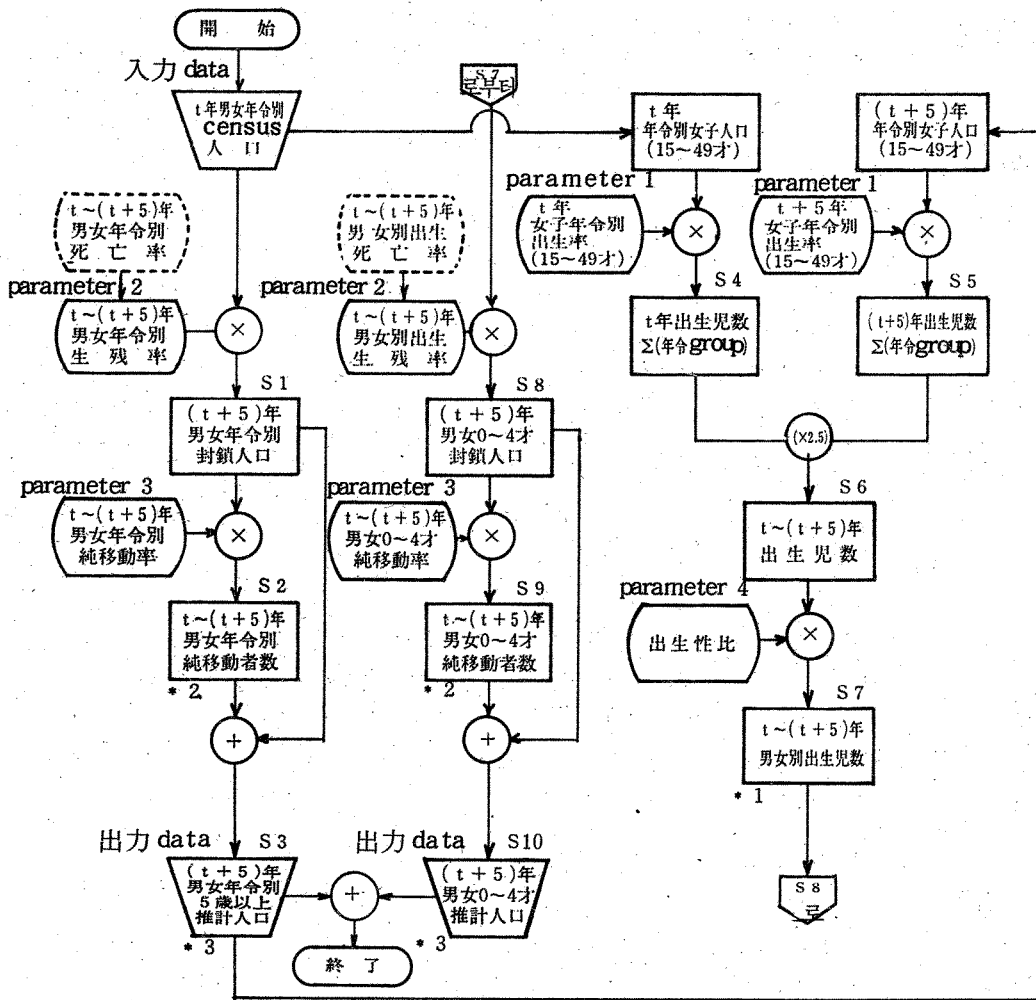 開 始
入力 data
t年男女年令別
census
人 口
t~(t+5)年
男女年令別
死 亡 率
parameter 2
t~(t+5)年
男女年令別
生 残 率
×
S1
(t+5)年
男女年令別
封鎖人口
parameter 3
t~(t+5)年
男女年令別
純移動率
×
S2
t~(t+5)年
男女年令別
純移動者数
* 2
+
出力 data
S3
(t+5)年
男女年令別
5歳以上
推計人口
* 3
S7
로부터
t~(t+5)年
男女別出生
死 亡 率
parameter 2
t~(t+5)年
男女別出生
生 残 率
×
S8
(t+5)年
男女0~4才
封鎖人口
parameter 3
t~(t+5)年
男女0~4才
純移動率
×
S9
t~(t+5)年
男女0~4才
純移動者数
* 2
+
出力 data
S10
(t+5)年
男女0~4才
推計人口
* 3
+
終 了
t年
年令別女子人口
(15~49才)
parameter 1
t年
女子年令別
出生率
(15~49才)
×
S4
t年出生児数
Σ(年令group)
(t+5)年
年令別女子人口
(15~49才)
parameter 1
t+5年
女子年令別
出生率
(15~49才)
×
S5
(t+5)年出生児数
Σ(年令group)
(×2.5)
S6
t~(t+5)年
出生児数
parameter 4
出生性比
×
S7
t~(t+5)年
男女別出生児数
* 1
S8
로